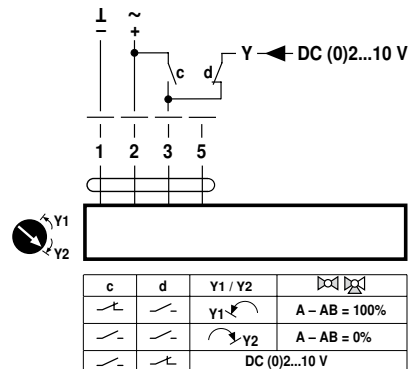 ⊥ ~
– +
c d Y DC (0)2...10 V
1 2 3 5
Y1
Y2
c d Y1 / Y2
Y1 A – AB = 100%
Y2 A – AB = 0%
DC (0)2...10 V